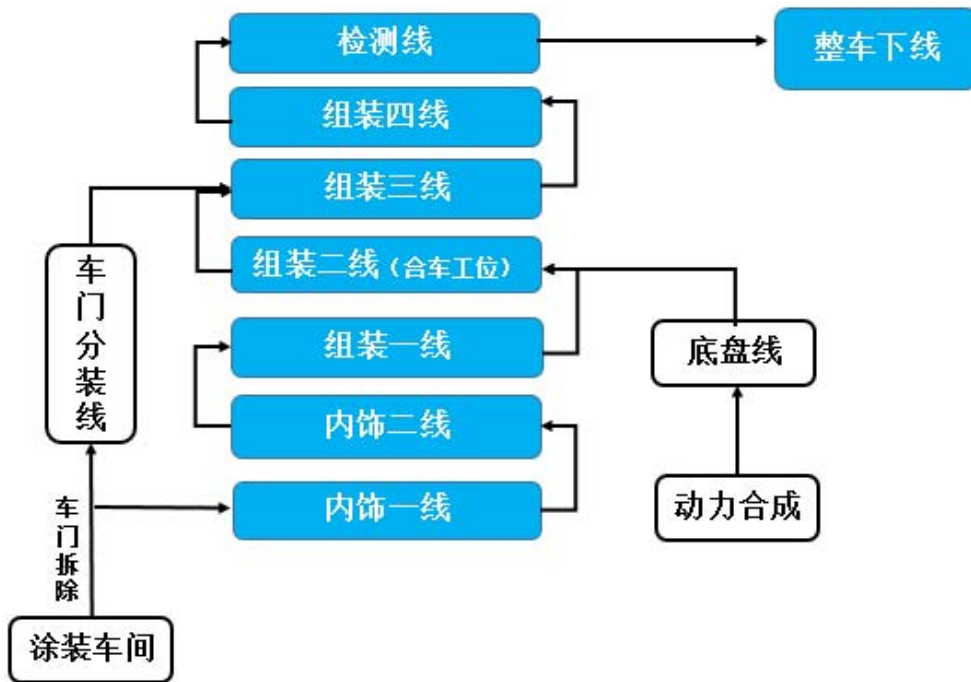 检测线
整车下线
组装四线
组装三线
组装二线（合车工位）
车门分装线
组装一线
底盘线
内饰二线
内饰一线
动力合成
车门拆除
涂装车间